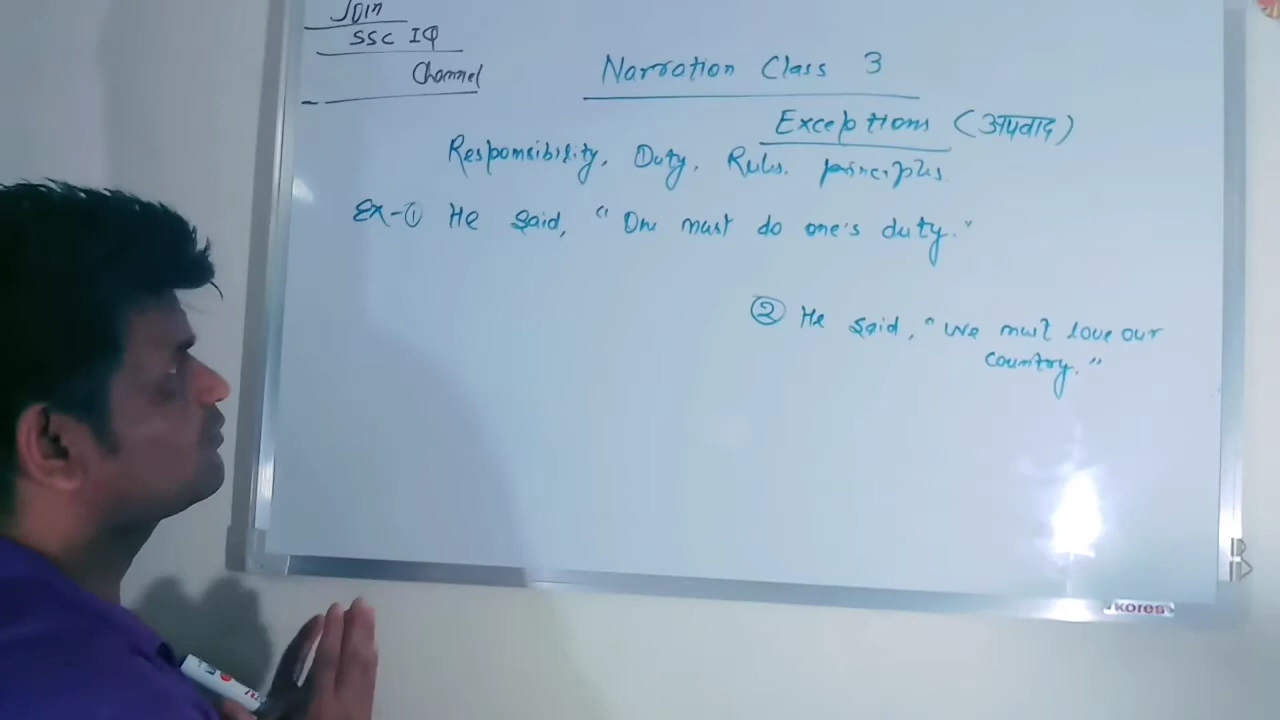 Join
SSC IQ
Channel
Narration Class 3
Exceptions (अपवाद)
Responsibility, Duty, Rules, principles
Ex-① He said, "One must do one's duty."
② He said, "We must love our
country."
kores